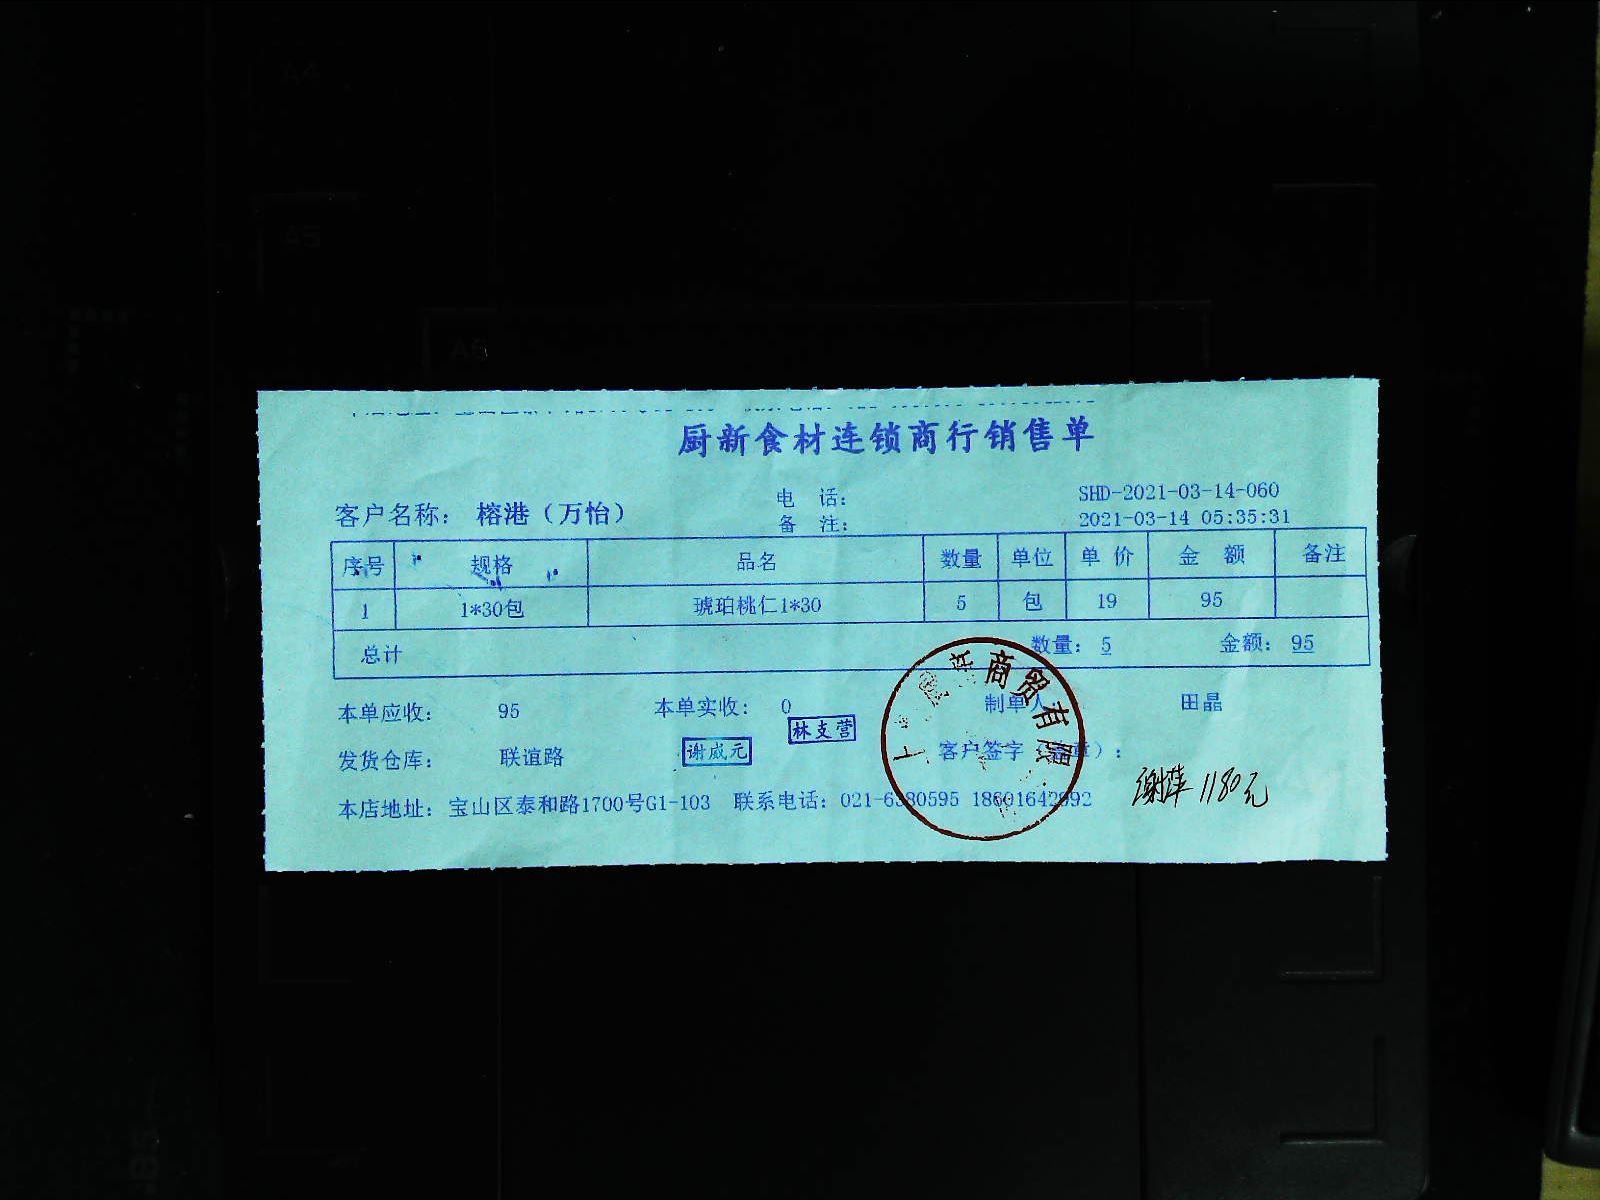 A4
A5
A6
厨新食材连锁商行销售单
客户名称： 榕港（万怡）
电 话：
备 注：
SHD-2021-03-14-060
2021-03-14 05:35:31
序号 规格 品名 数量 单位 单 价 金 额 备注
1 1*30包 琥珀桃仁1*30 5 包 19 95
总计 数量： 5 金额： 95
本单应收： 95 本单实收： 0 制单人 田晶
林支营
发货仓库： 联谊路 谢威元 客户签字 ）：
商贸有限
本店地址： 宝山区泰和路1700号G1-103 联系电话：021-6580595 18601642992
1180元
B5